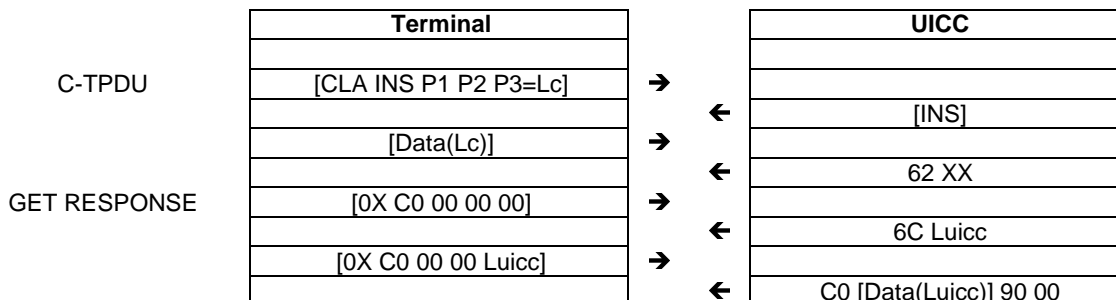 Terminal UICC
C-TPDU [CLA INS P1 P2 P3=Lc] ➔
🡸 [INS]
[Data(Lc)] ➔
🡸 62 XX
GET RESPONSE [0X C0 00 00 00] ➔
🡸 6C Luicc
[0X C0 00 00 Luicc] ➔
🡸 C0 [Data(Luicc)] 90 00